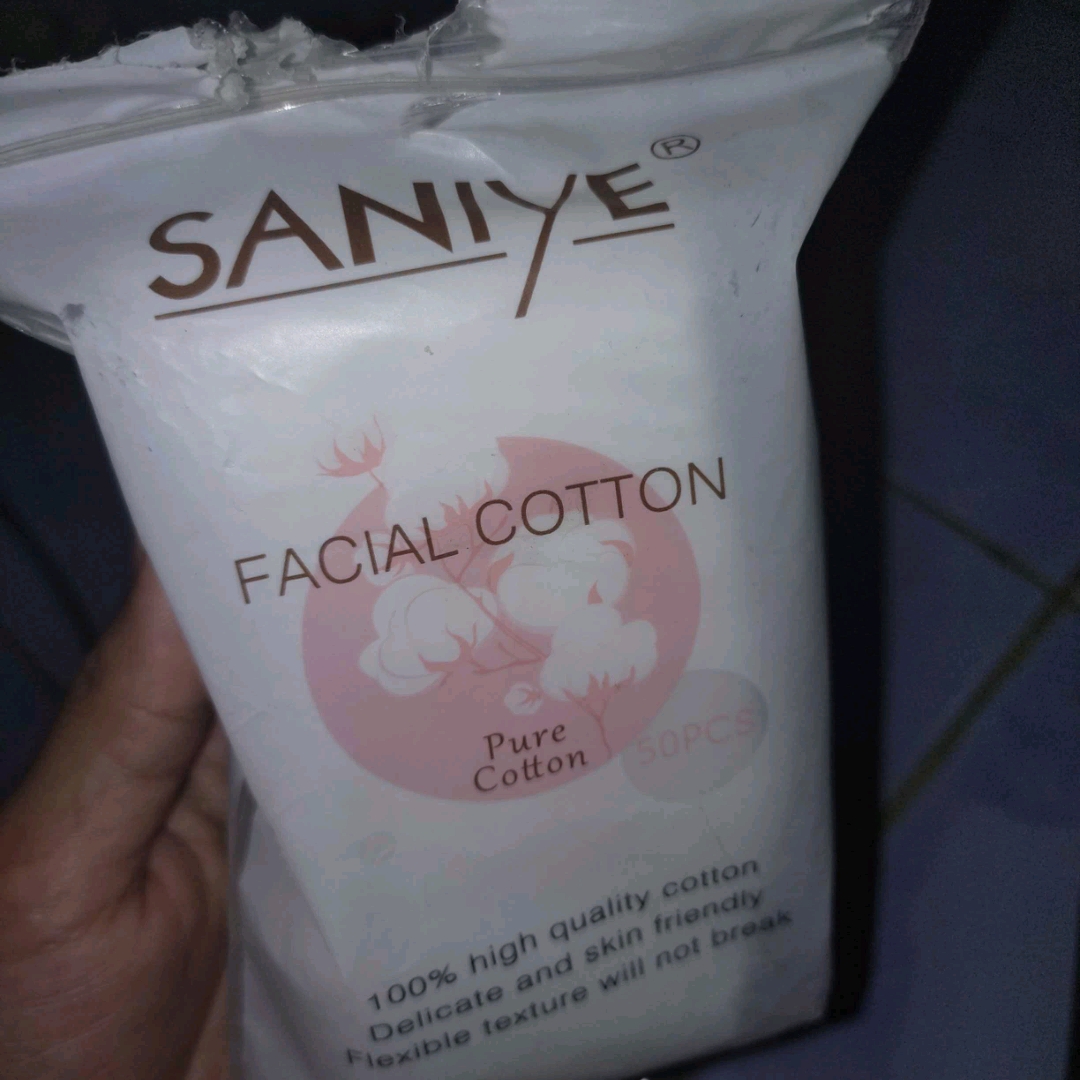 SANIYE®
FACIAL COTTON
Pure
Cotton
50PCS
100% high quality cotton
Delicate and skin friendly
Flexible texture will not break